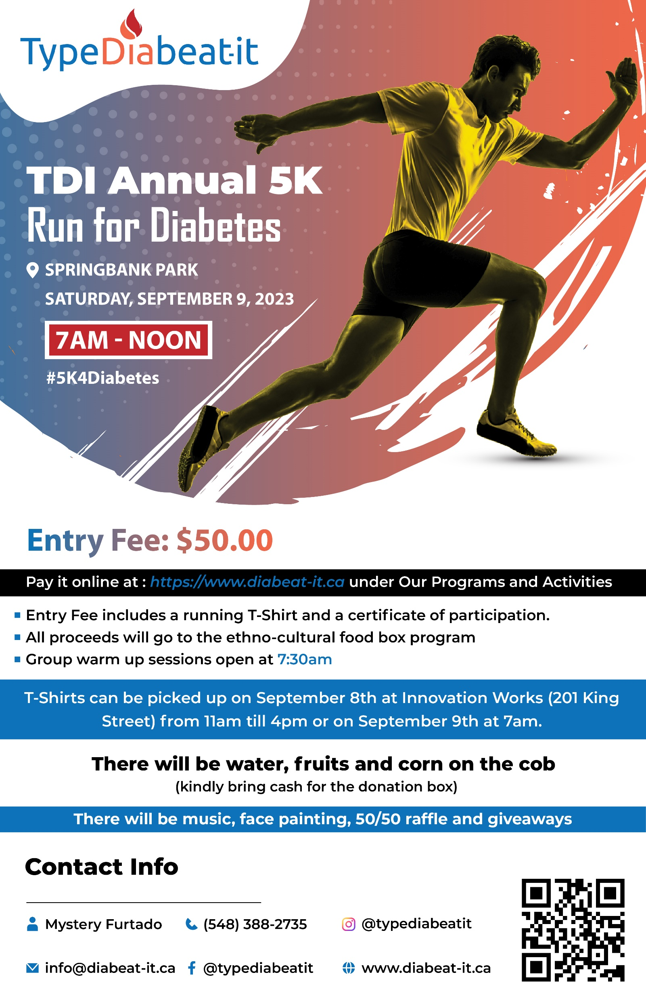 TypeDiabeat-it
TDI Annual 5K
Run for Diabetes
SPRINGBANK PARK
SATURDAY, SEPTEMBER 9, 2023
7AM - NOON
#5K4Diabetes
Entry Fee: $50.00
Pay it online at : https://www.diabeat-it.ca under Our Programs and Activities
Entry Fee includes a running T-Shirt and a certificate of participation.
All proceeds will go to the ethno-cultural food box program
Group warm up sessions open at 7:30am
T-Shirts can be picked up on September 8th at Innovation Works (201 King
Street) from 11am till 4pm or on September 9th at 7am.
There will be water, fruits and corn on the cob
(kindly bring cash for the donation box)
There will be music, face painting, 50/50 raffle and giveaways
Contact Info
Mystery Furtado (548) 388-2735 @typediabeatit
info@diabeat-it.ca @typediabeatit www.diabeat-it.ca